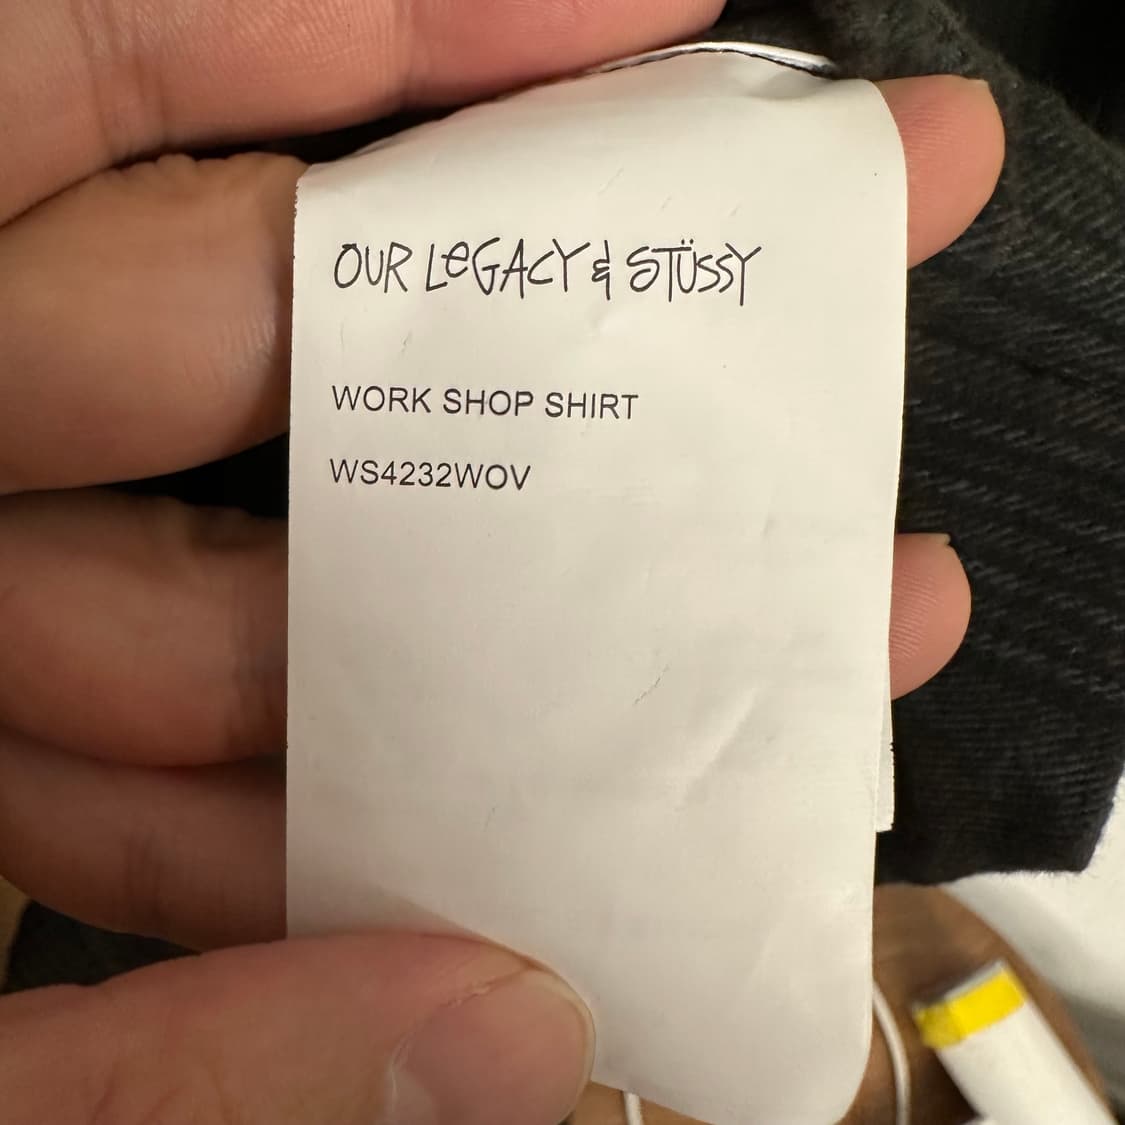 OUR LeGACY & STÜSSY
WORK SHOP SHIRT
WS4232WOV